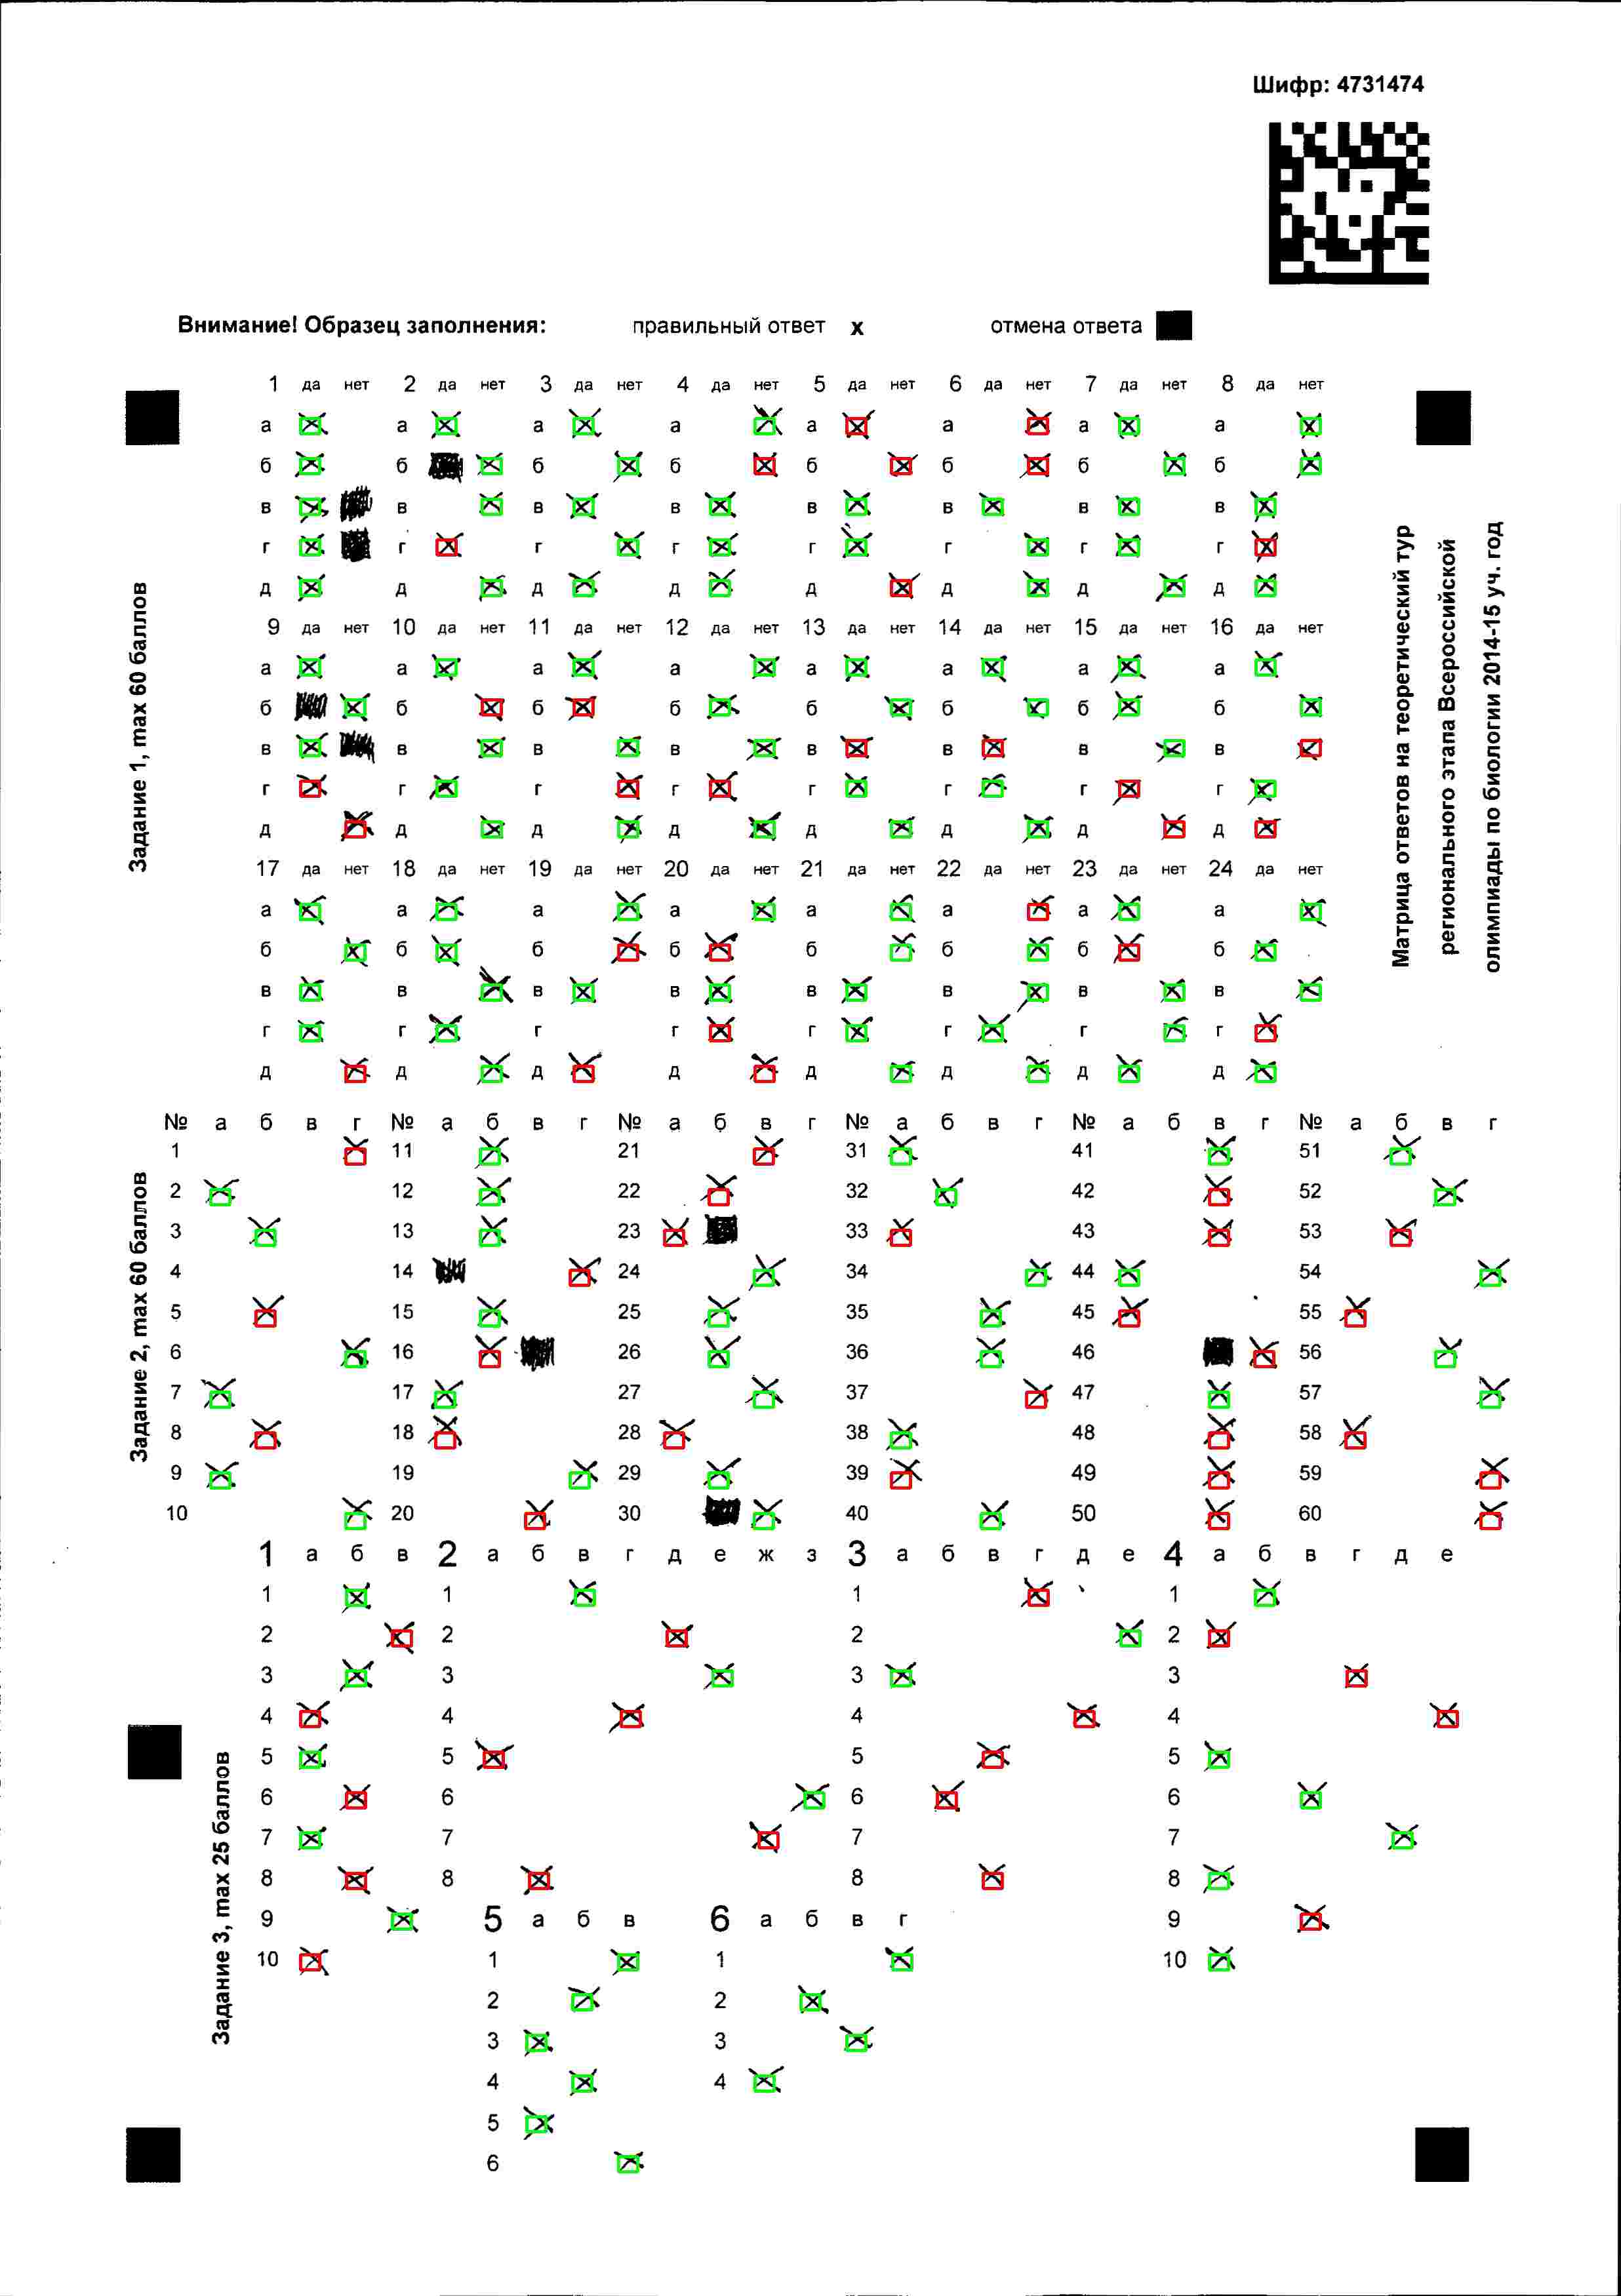 Шифр: 4731474
Внимание! Образец заполнения: правильный ответ х отмена ответа
1 да нет 2 да нет 3 да нет 4 да нет 5 да нет 6 да нет 7 да нет 8 да нет
а а а а а а а а
б б б б б б б б
в в в в в в в в
г г г г г г г г
д д д д д д д д
9 да нет 10 да нет 11 да нет 12 да нет 13 да нет 14 да нет 15 да нет 16 да нет
а а а а а а а а
б б б б б б б б
в в в в в в в в
г г г г г г г г
д д д д д д д д
17 да нет 18 да нет 19 да нет 20 да нет 21 да нет 22 да нет 23 да нет 24 да нет
а а а а а а а а
б б б б б б б б
в в в в в в в в
г г г г г г г г
д д д д д д д д
Задание 1, max 60 баллов
Матрица ответов на теоретический тур
регионального этапа Всероссийской
олимпиады по биологии 2014-15 уч. год
№ а б в г № а б в г № а б в г № а б в г № а б в г № а б в г
1 11 21 31 41 51
2 12 22 32 42 52
3 13 23 33 43 53
4 14 24 34 44 54
5 15 25 35 45 55
6 16 26 36 46 56
7 17 27 37 47 57
8 18 28 38 48 58
9 19 29 39 49 59
10 20 30 40 50 60
Задание 2, max 60 баллов
1 а б в 2 а б в г д е ж з 3 а б в г д е 4 а б в г д е
1 1 1 1
2 2 2 2
3 3 3 3
4 4 4 4
5 5 5 5
6 6 6 6
7 7 7 7
8 8 8 8
9 5 а б в 6 а б в г 9
10 1 1 10
2 2
3 3
4 4
5
6
Задание 3, max 25 баллов